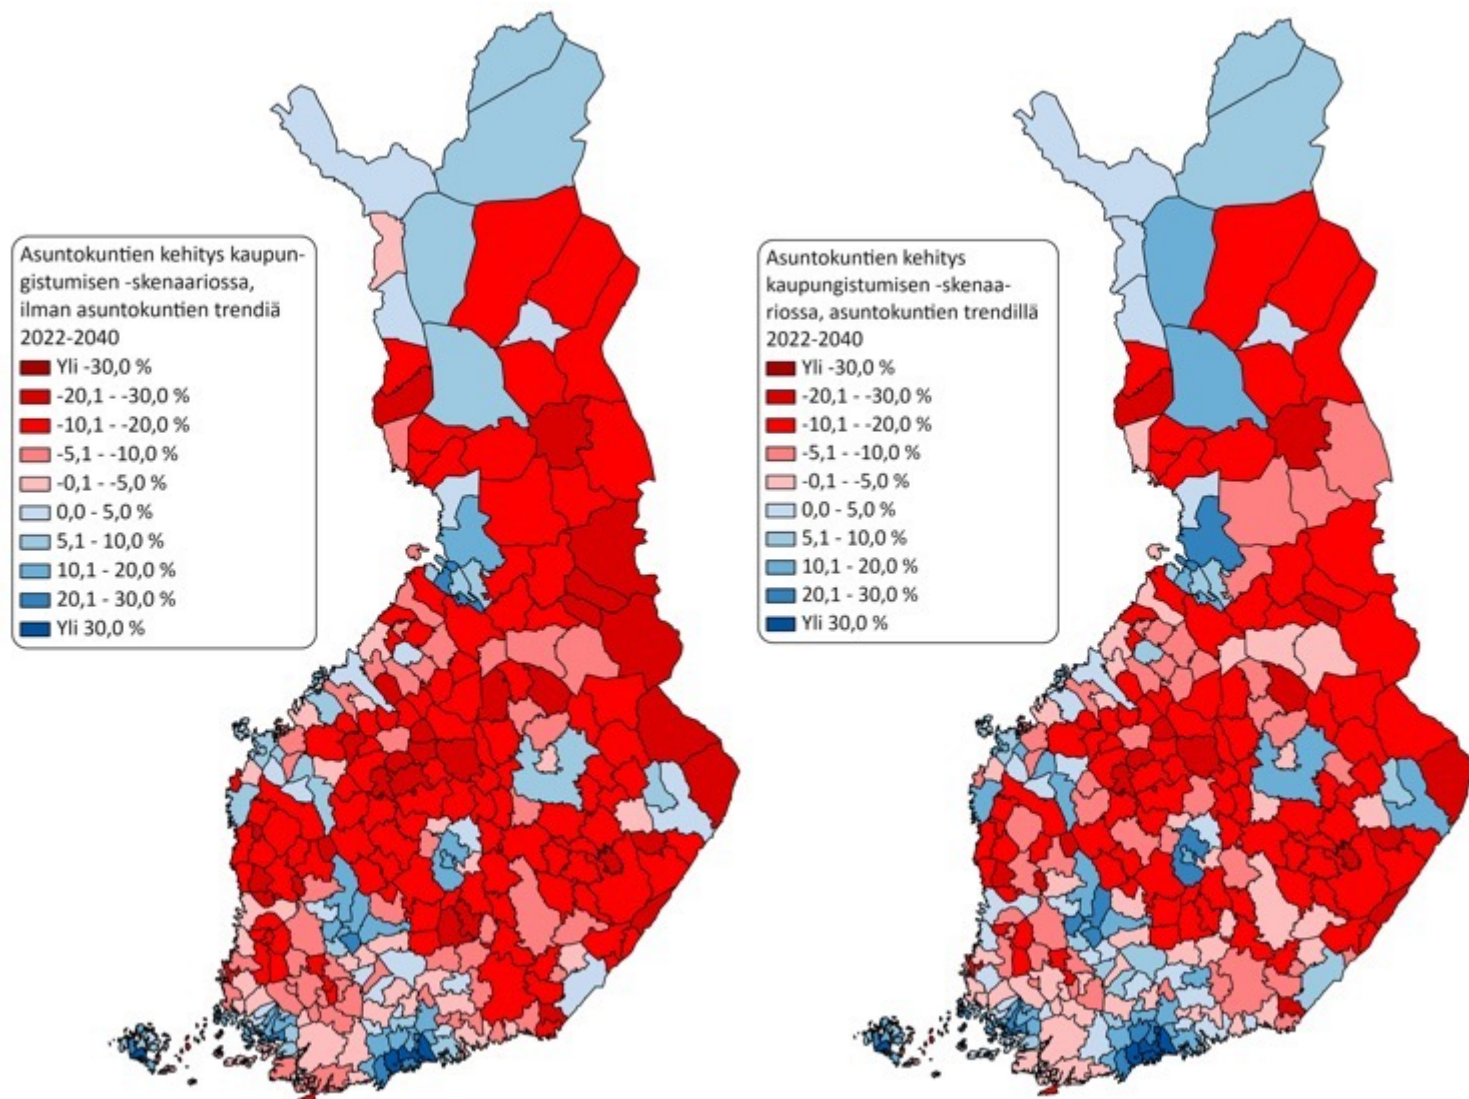 Asuntokuntien kehitys kaupun-
gistumisen -skenaariossa,
ilman asuntokuntien trendiä
2022-2040
Yli -30,0 %
-20,1 - -30,0 %
-10,1 - -20,0 %
-5,1 - -10,0 %
-0,1 - -5,0 %
0,0 - 5,0 %
5,1 - 10,0 %
10,1 - 20,0 %
20,1 - 30,0 %
Yli 30,0 %
Asuntokuntien kehitys
kaupungistumisen -skenaa-
riossa, asuntokuntien trendillä
2022-2040
Yli -30,0 %
-20,1 - -30,0 %
-10,1 - -20,0 %
-5,1 - -10,0 %
-0,1 - -5,0 %
0,0 - 5,0 %
5,1 - 10,0 %
10,1 - 20,0 %
20,1 - 30,0 %
Yli 30,0 %